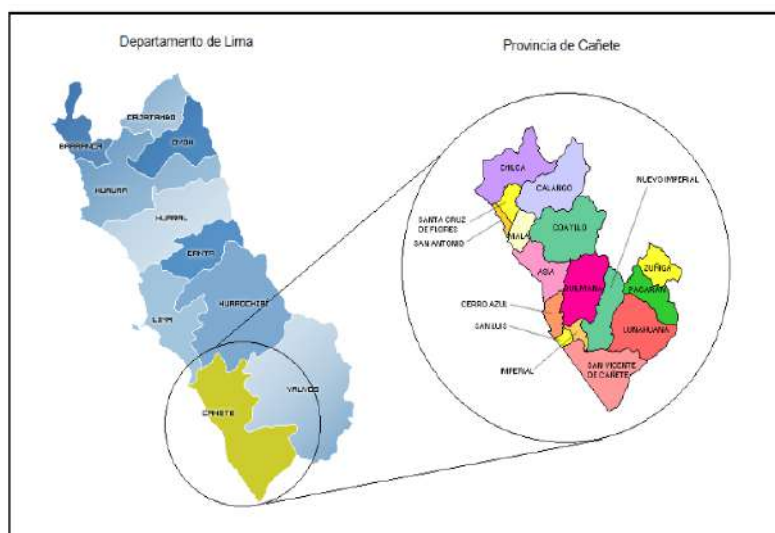 Departamento de Lima
Provincia de Cañete
CAJATAMBO
BARRANCA
OYON
HUAURA
HUARAL
CANTA
HUAROCHIRI
LIMA
YAUYOS
CAÑETE
CHILCA
CALANGO
NUEVO IMPERIAL
SANTA CRUZ
DE FLORES
SAN ANTONIO
MALA
COAYLLO
ASIA
ZUÑIGA
QUILMANA
PACARAN
CERRO AZUL
SAN LUIS
LUNAHUANA
IMPERIAL
SAN VICENTE
DE CAÑETE